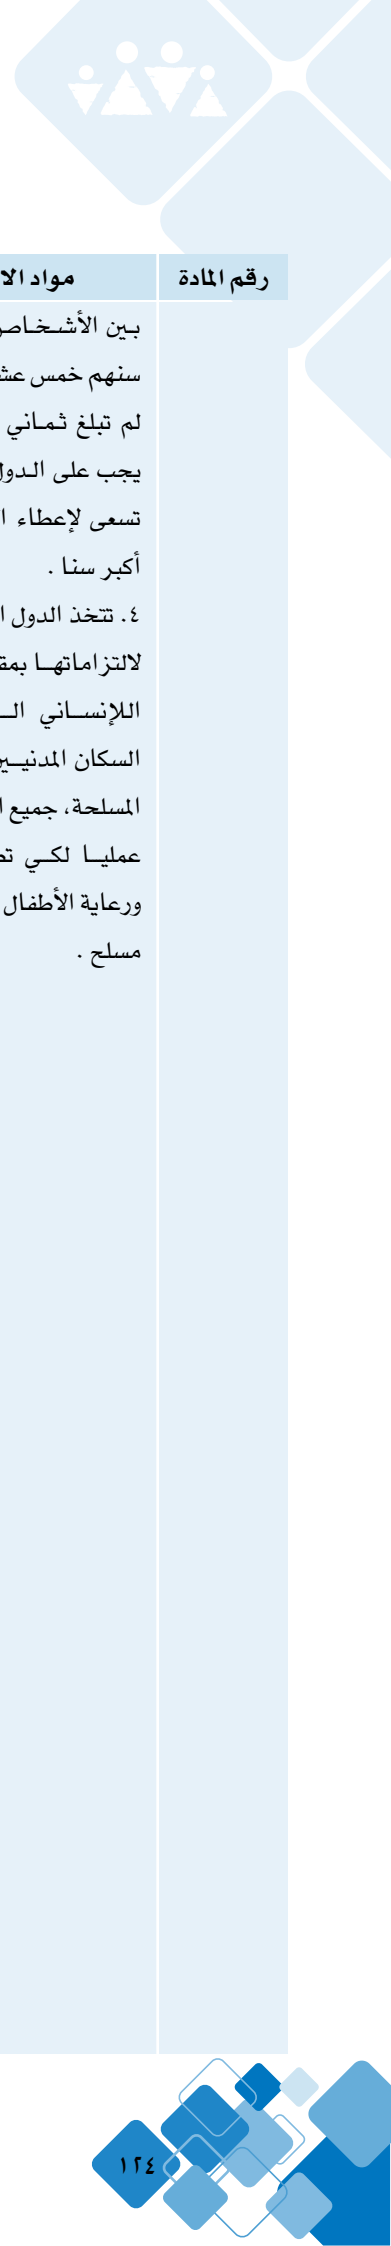 رقم المادة
مواد الا
بين الأشخاص
سنهم خمس عش
لم تبلغ ثماني
يجب على الدول
تسعى لإعطاء ا
أكبر سنا .
٤. تتخذ الدول ا
لالتزاماتها بمق
اللإنساني الـ
السكان المدنيين
المسلحة، جميع ا
عمليا لكي تض
ورعاية الأطفال
مسلح .
١٢٤